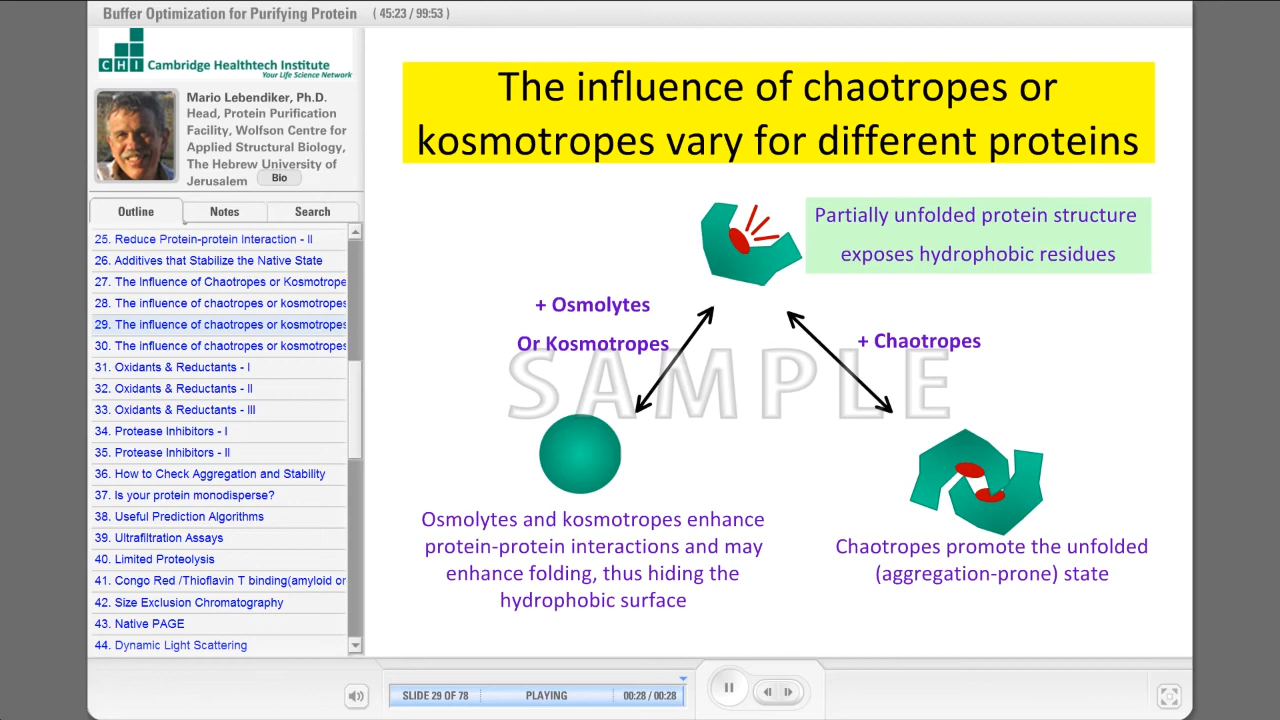 Buffer Optimization for Purifying Protein ( 45:23 / 99:53 )
CHI Cambridge Healthtech Institute
Your Life Science Network
Mario Lebendiker, Ph.D.
Head, Protein Purification
Facility, Wolfson Centre for
Applied Structural Biology,
The Hebrew University of
Jerusalem Bio
Outline Notes Search
25. Reduce Protein-protein Interaction - II
26. Additives that Stabilize the Native State
27. The Influence of Chaotropes or Kosmotrope
28. The influence of chaotropes or kosmotropes
29. The influence of chaotropes or kosmotropes
30. The influence of chaotropes or kosmotropes
31. Oxidants & Reductants - I
32. Oxidants & Reductants - II
33. Oxidants & Reductants - III
34. Protease Inhibitors - I
35. Protease Inhibitors - II
36. How to Check Aggregation and Stability
37. Is your protein monodisperse?
38. Useful Prediction Algorithms
39. Ultrafiltration Assays
40. Limited Proteolysis
41. Congo Red /Thioflavin T binding(amyloid or
42. Size Exclusion Chromatography
43. Native PAGE
44. Dynamic Light Scattering
The influence of chaotropes or
kosmotropes vary for different proteins
Partially unfolded protein structure
exposes hydrophobic residues
+ Osmolytes
Or Kosmotropes
+ Chaotropes
SAMPLE
Osmolytes and kosmotropes enhance
protein-protein interactions and may
enhance folding, thus hiding the
hydrophobic surface
Chaotropes promote the unfolded
(aggregation-prone) state
SLIDE 29 OF 78 PLAYING 00:28 / 00:28